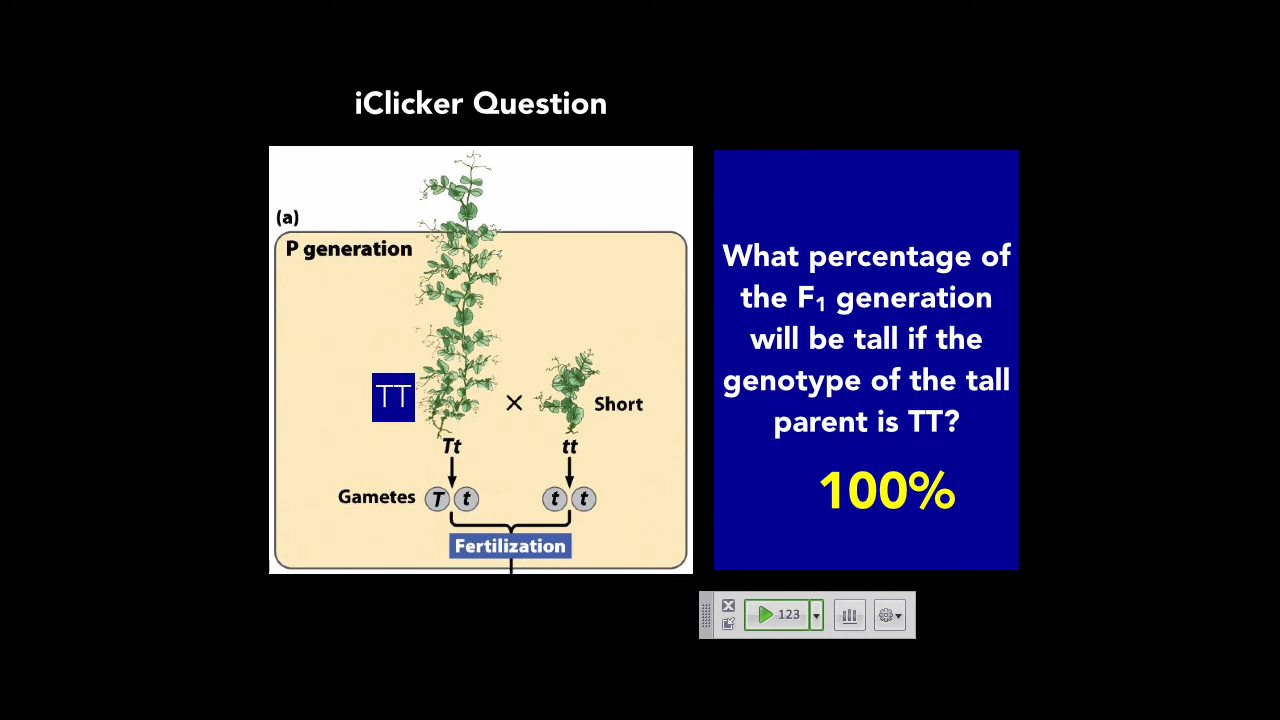 iClicker Question
(a)
P generation
TT
×
Short
Tt
tt
Gametes T t t t
Fertilization
What percentage of
the F₁ generation
will be tall if the
genotype of the tall
parent is TT?
100%
123